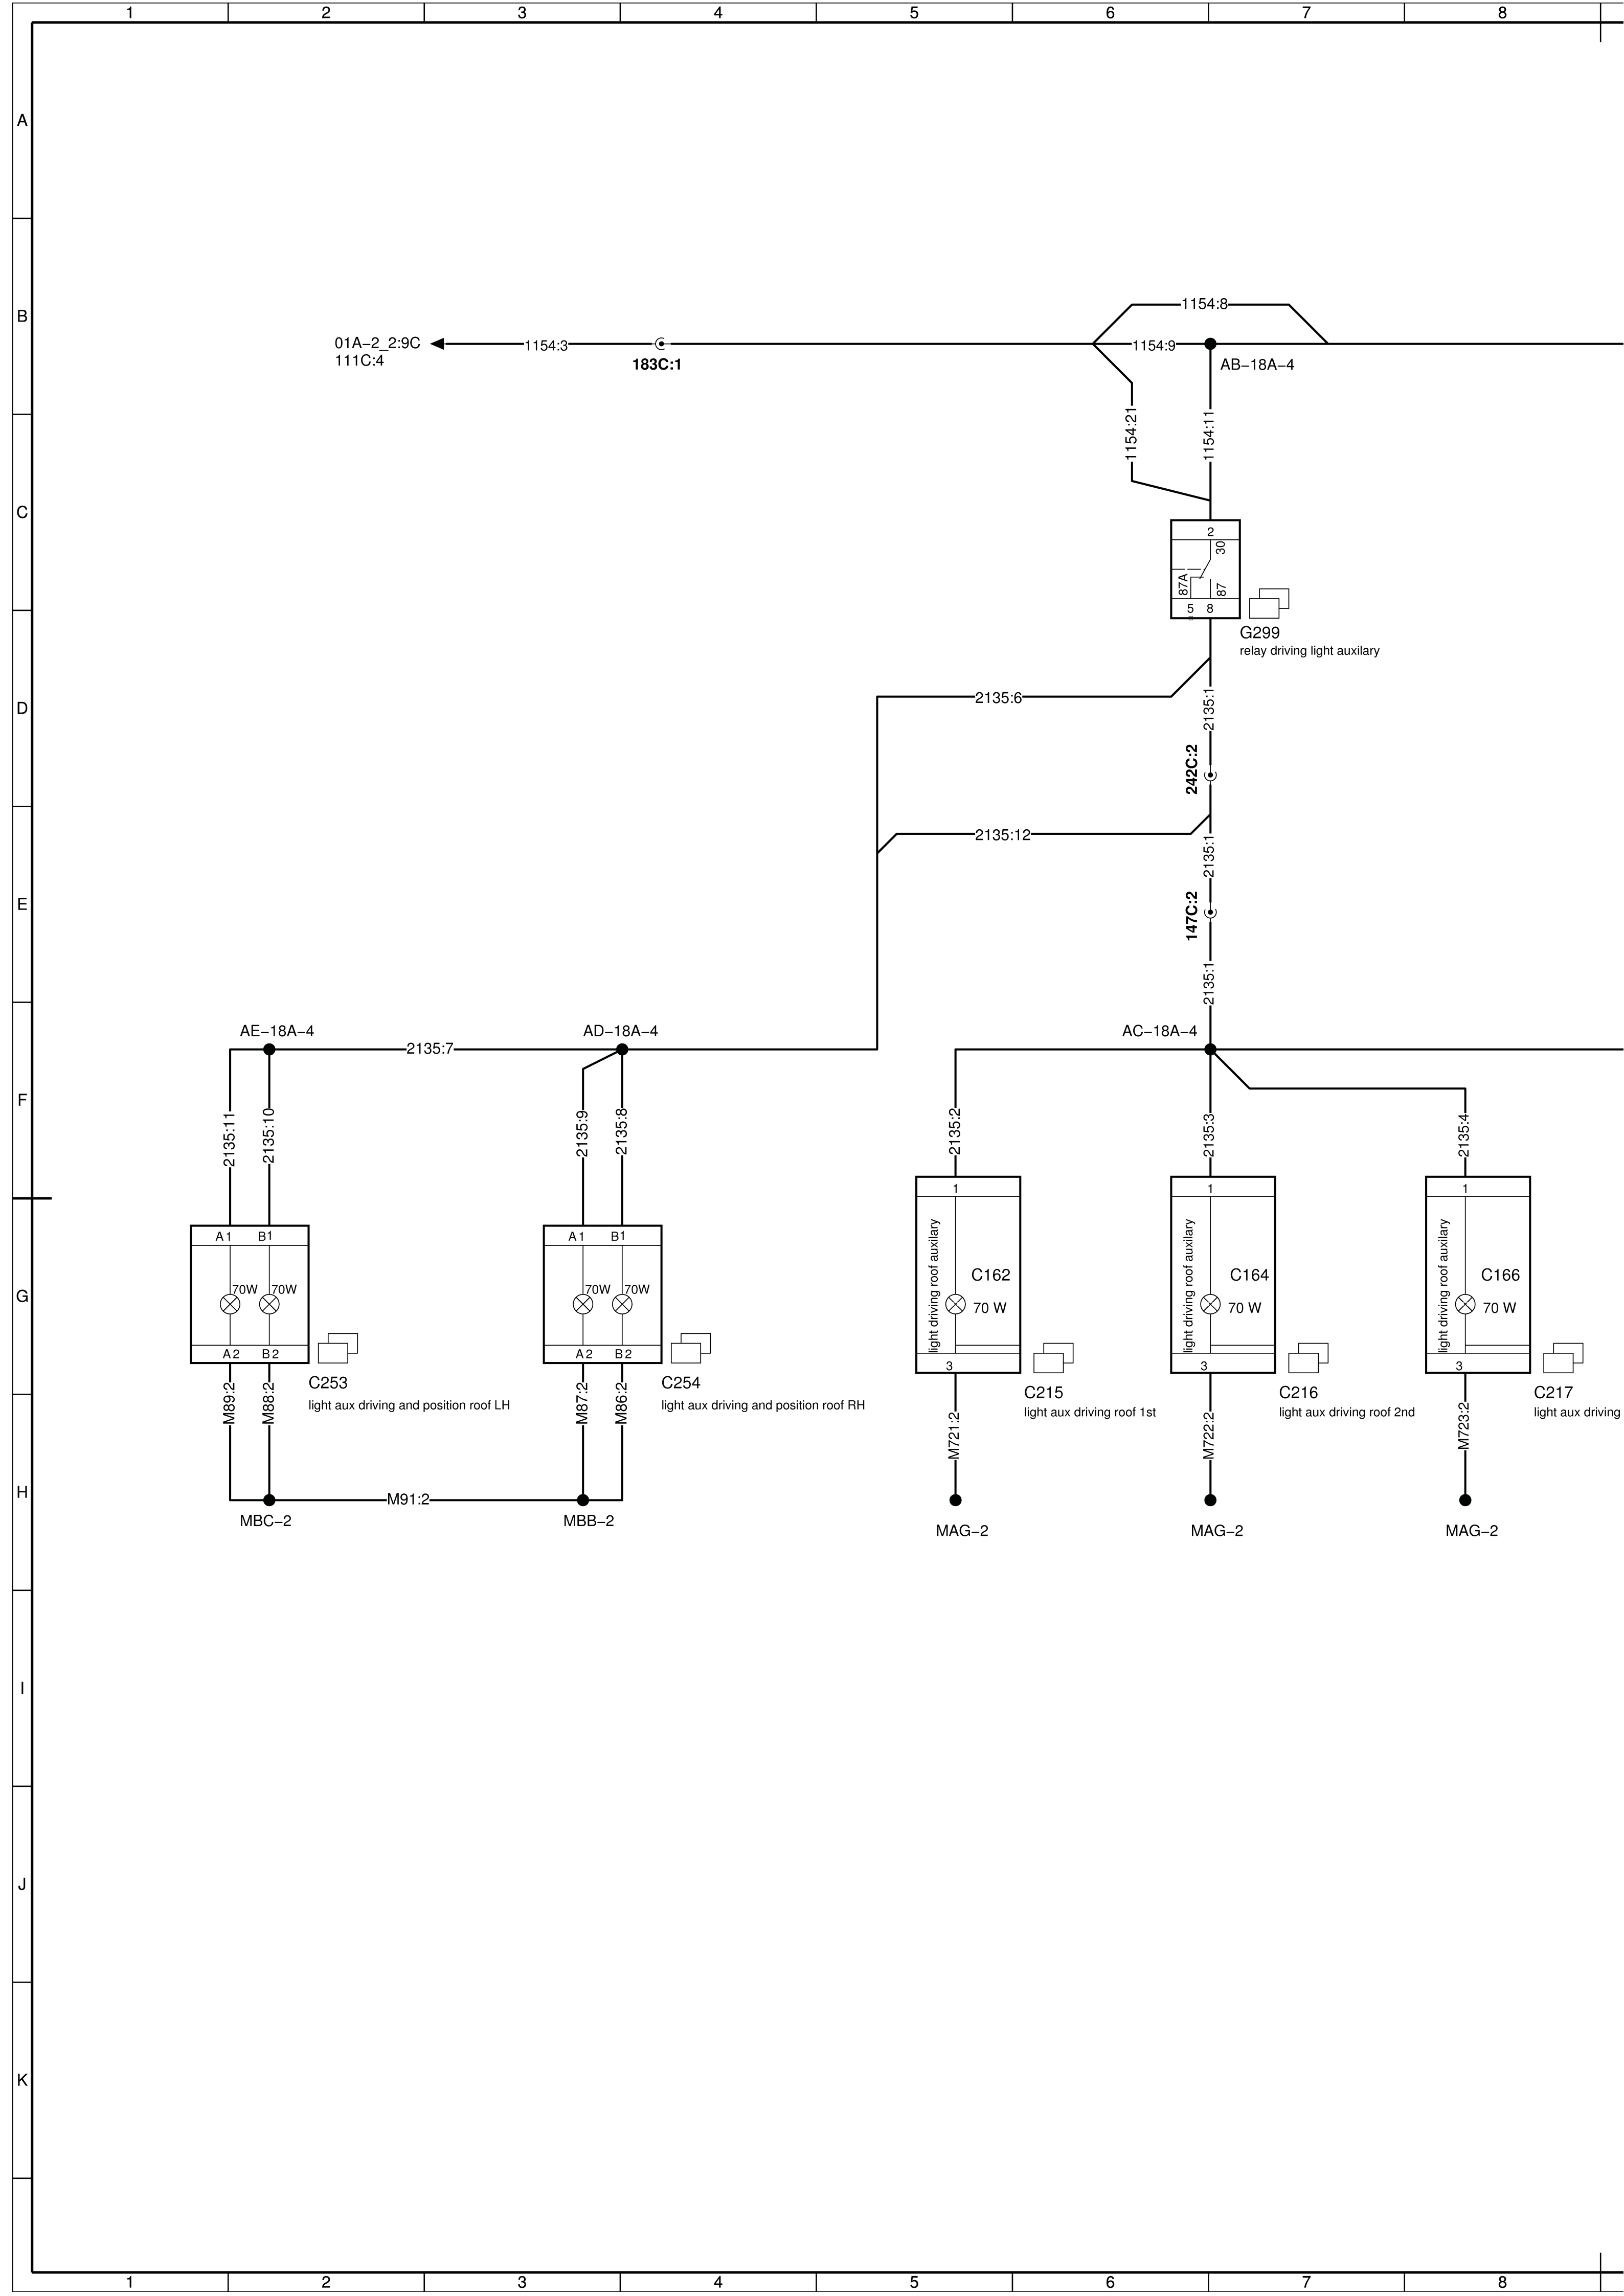 1 2 3 4 5 6 7 8
A
B
C
D
E
F
G
H
I
J
K
1154:8
01A-2_2:9C
111C:4
1154:3
183C:1
1154:9
AB-18A-4
1154:21
1154:11
2
30
87A
87
5 8
G299
relay driving light auxilary
2135:6
2135:1
242C:2
2135:12
2135:1
147C:2
2135:1
AE-18A-4
2135:7
AD-18A-4
AC-18A-4
2135:11
2135:10
2135:9
2135:8
2135:2
2135:3
2135:4
A1 B1
70W 70W
A2 B2
C253
light aux driving and position roof LH
A1 B1
70W 70W
A2 B2
C254
light aux driving and position roof RH
1
light driving roof auxilary
C162
70 W
3
C215
light aux driving roof 1st
1
light driving roof auxilary
C164
70 W
3
C216
light aux driving roof 2nd
1
light driving roof auxilary
C166
70 W
3
C217
light aux driving
M89:2
M88:2
M87:2
M86:2
M721:2
M722:2
M723:2
M91:2
MBC-2
MBB-2
MAG-2
MAG-2
MAG-2
1 2 3 4 5 6 7 8